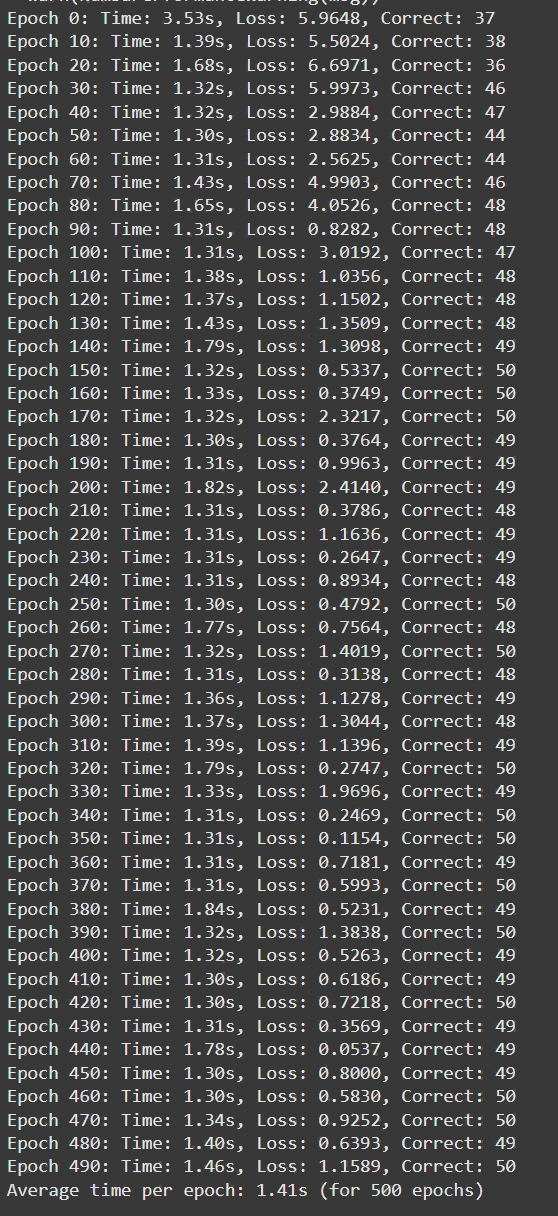 Epoch 0: Time: 3.53s, Loss: 5.9648, Correct: 37
Epoch 10: Time: 1.39s, Loss: 5.5024, Correct: 38
Epoch 20: Time: 1.68s, Loss: 6.6971, Correct: 36
Epoch 30: Time: 1.32s, Loss: 5.9973, Correct: 46
Epoch 40: Time: 1.32s, Loss: 2.9884, Correct: 47
Epoch 50: Time: 1.30s, Loss: 2.8834, Correct: 44
Epoch 60: Time: 1.31s, Loss: 2.5625, Correct: 44
Epoch 70: Time: 1.43s, Loss: 4.9903, Correct: 46
Epoch 80: Time: 1.65s, Loss: 4.0526, Correct: 48
Epoch 90: Time: 1.31s, Loss: 0.8282, Correct: 48
Epoch 100: Time: 1.31s, Loss: 3.0192, Correct: 47
Epoch 110: Time: 1.38s, Loss: 1.0356, Correct: 48
Epoch 120: Time: 1.37s, Loss: 1.1502, Correct: 48
Epoch 130: Time: 1.43s, Loss: 1.3509, Correct: 48
Epoch 140: Time: 1.79s, Loss: 1.3098, Correct: 49
Epoch 150: Time: 1.32s, Loss: 0.5337, Correct: 50
Epoch 160: Time: 1.33s, Loss: 0.3749, Correct: 50
Epoch 170: Time: 1.32s, Loss: 2.3217, Correct: 50
Epoch 180: Time: 1.30s, Loss: 0.3764, Correct: 49
Epoch 190: Time: 1.31s, Loss: 0.9963, Correct: 49
Epoch 200: Time: 1.82s, Loss: 2.4140, Correct: 49
Epoch 210: Time: 1.31s, Loss: 0.3786, Correct: 48
Epoch 220: Time: 1.31s, Loss: 1.1636, Correct: 49
Epoch 230: Time: 1.31s, Loss: 0.2647, Correct: 49
Epoch 240: Time: 1.31s, Loss: 0.8934, Correct: 48
Epoch 250: Time: 1.30s, Loss: 0.4792, Correct: 50
Epoch 260: Time: 1.77s, Loss: 0.7564, Correct: 48
Epoch 270: Time: 1.32s, Loss: 1.4019, Correct: 50
Epoch 280: Time: 1.31s, Loss: 0.3138, Correct: 48
Epoch 290: Time: 1.36s, Loss: 1.1278, Correct: 49
Epoch 300: Time: 1.37s, Loss: 1.3044, Correct: 48
Epoch 310: Time: 1.39s, Loss: 1.1396, Correct: 49
Epoch 320: Time: 1.79s, Loss: 0.2747, Correct: 50
Epoch 330: Time: 1.33s, Loss: 1.9696, Correct: 49
Epoch 340: Time: 1.31s, Loss: 0.2469, Correct: 50
Epoch 350: Time: 1.31s, Loss: 0.1154, Correct: 50
Epoch 360: Time: 1.31s, Loss: 0.7181, Correct: 49
Epoch 370: Time: 1.31s, Loss: 0.5993, Correct: 50
Epoch 380: Time: 1.84s, Loss: 0.5231, Correct: 49
Epoch 390: Time: 1.32s, Loss: 1.3838, Correct: 50
Epoch 400: Time: 1.32s, Loss: 0.5263, Correct: 49
Epoch 410: Time: 1.30s, Loss: 0.6186, Correct: 49
Epoch 420: Time: 1.30s, Loss: 0.7218, Correct: 50
Epoch 430: Time: 1.31s, Loss: 0.3569, Correct: 49
Epoch 440: Time: 1.78s, Loss: 0.0537, Correct: 49
Epoch 450: Time: 1.30s, Loss: 0.8000, Correct: 49
Epoch 460: Time: 1.30s, Loss: 0.5830, Correct: 50
Epoch 470: Time: 1.34s, Loss: 0.9252, Correct: 50
Epoch 480: Time: 1.40s, Loss: 0.6393, Correct: 49
Epoch 490: Time: 1.46s, Loss: 1.1589, Correct: 50
Average time per epoch: 1.41s (for 500 epochs)